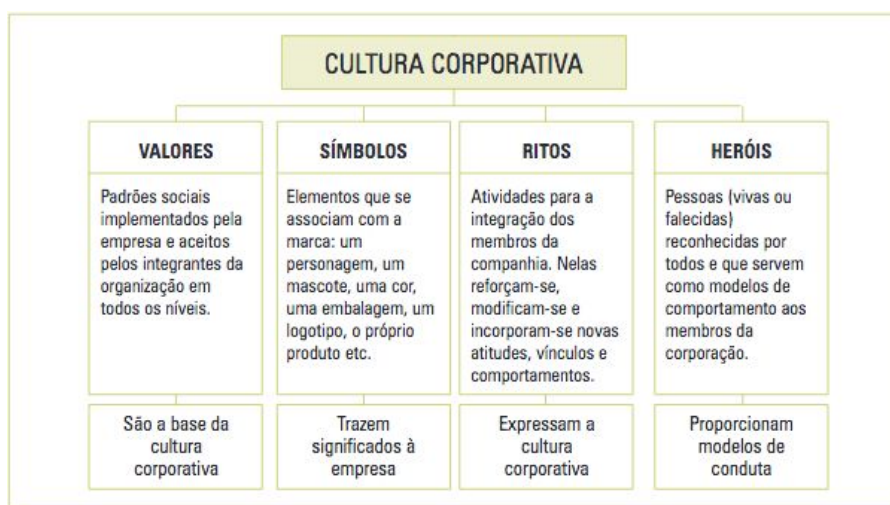 CULTURA CORPORATIVA
VALORES
Padrões sociais
implementados pela
empresa e aceitos
pelos integrantes da
organização em
todos os níveis.
São a base da
cultura
corporativa
SÍMBOLOS
Elementos que se
associam com a
marca: um
personagem, um
mascote, uma cor,
uma embalagem, um
logotipo, o próprio
produto etc.
Trazem
significados à
empresa
RITOS
Atividades para a
integração dos
membros da
companhia. Nelas
reforçam-se,
modificam-se e
incorporam-se novas
atitudes, vínculos e
comportamentos.
Expressam a
cultura
corporativa
HERÓIS
Pessoas (vivas ou
falecidas)
reconhecidas por
todos e que servem
como modelos de
comportamento aos
membros da
corporação.
Proporcionam
modelos de
conduta